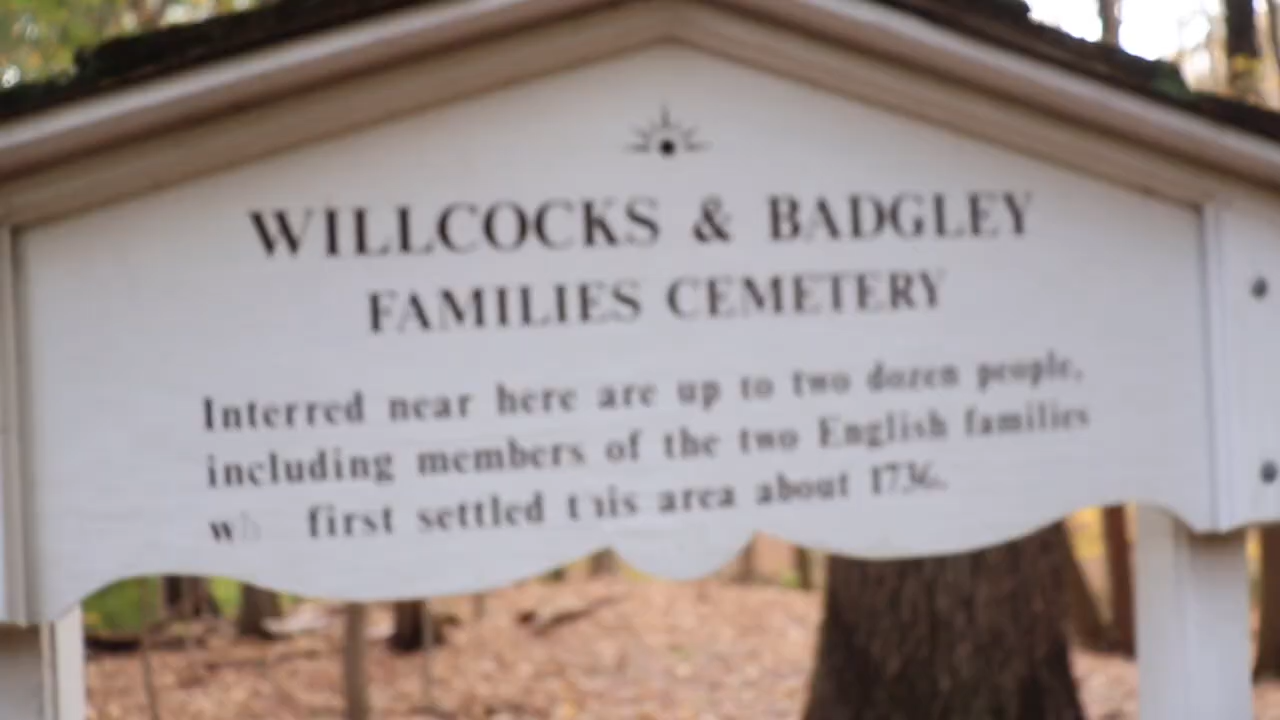 WILLCOCKS & BADGLEY
FAMILIES CEMETERY
Interred near here are up to two dozen people,
including members of the two English families
first settled this area about 1736.